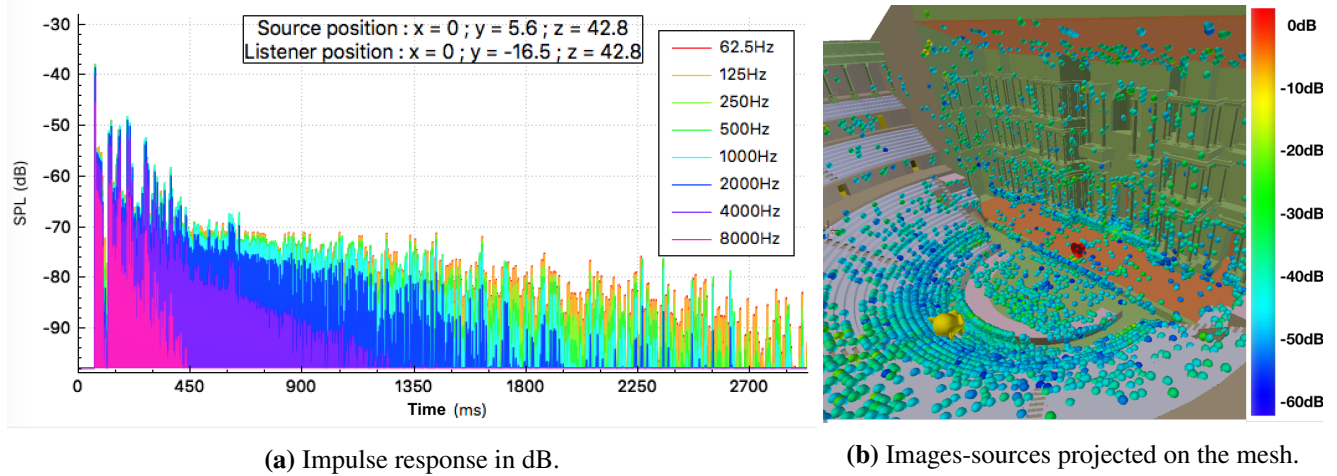 -30
-40
-50
-60
-70
-80
-90
SPL (dB)
Source position : x = 0 ; y = 5.6 ; z = 42.8
Listener position : x = 0 ; y = -16.5 ; z = 42.8
62.5Hz
125Hz
250Hz
500Hz
1000Hz
2000Hz
4000Hz
8000Hz
0 450 900 1350 1800 2250 2700
Time (ms)
(a) Impulse response in dB.
0dB
-10dB
-20dB
-30dB
-40dB
-50dB
-60dB
(b) Images-sources projected on the mesh.